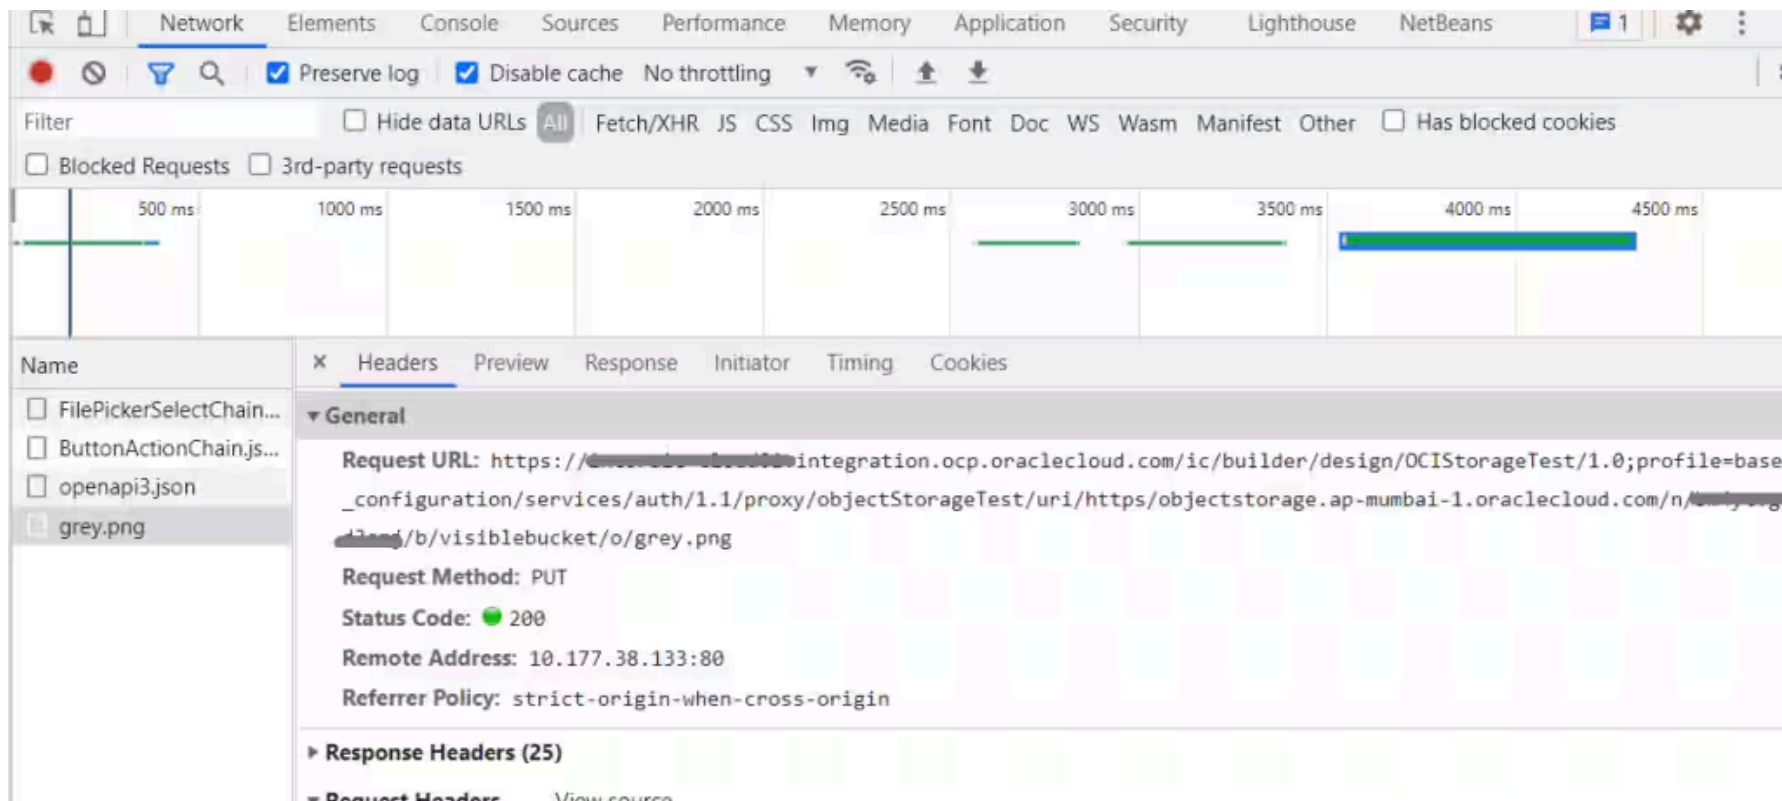 Network Elements Console Sources Performance Memory Application Security Lighthouse NetBeans 1
Preserve log Disable cache No throttling
Filter Hide data URLs All Fetch/XHR JS CSS Img Media Font Doc WS Wasm Manifest Other Has blocked cookies
Blocked Requests 3rd-party requests
500 ms 1000 ms 1500 ms 2000 ms 2500 ms 3000 ms 3500 ms 4000 ms 4500 ms
Name
FilePickerSelectChain...
ButtonActionChain.js...
openapi3.json
grey.png
× Headers Preview Response Initiator Timing Cookies
General
Request URL: https:// integration.ocp.oraclecloud.com/ic/builder/design/OCIStorageTest/1.0;profile=base
_configuration/services/auth/1.1/proxy/objectStorageTest/uri/https/objectstorage.ap-mumbai-1.oraclecloud.com/n/
/b/visiblebucket/o/grey.png
Request Method: PUT
Status Code: 200
Remote Address: 10.177.38.133:80
Referrer Policy: strict-origin-when-cross-origin
Response Headers (25)
Request Headers View source